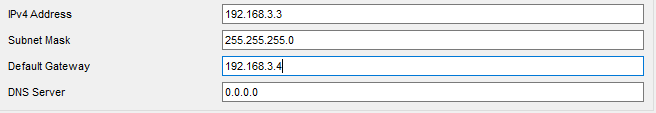 IPv4 Address 192.168.3.3
Subnet Mask 255.255.255.0
Default Gateway 192.168.3.4
DNS Server 0.0.0.0